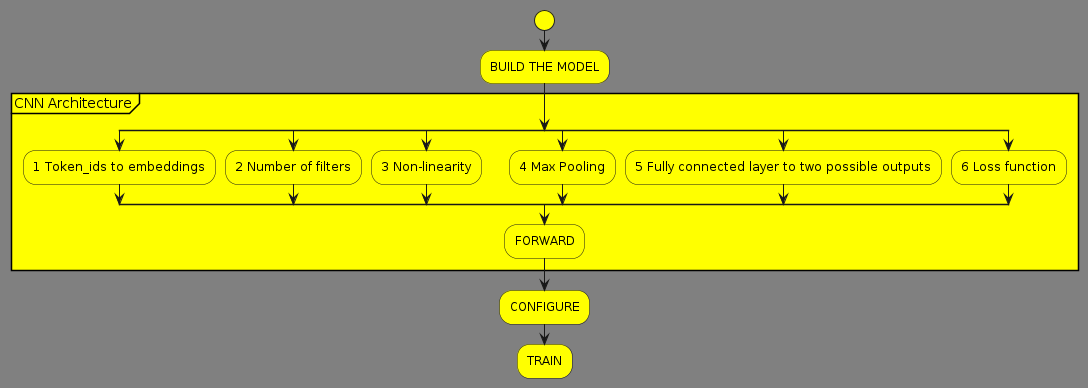 BUILD THE MODEL
CNN Architecture
1 Token_ids to embeddings
2 Number of filters
3 Non-linearity
4 Max Pooling
5 Fully connected layer to two possible outputs
6 Loss function
FORWARD
CONFIGURE
TRAIN